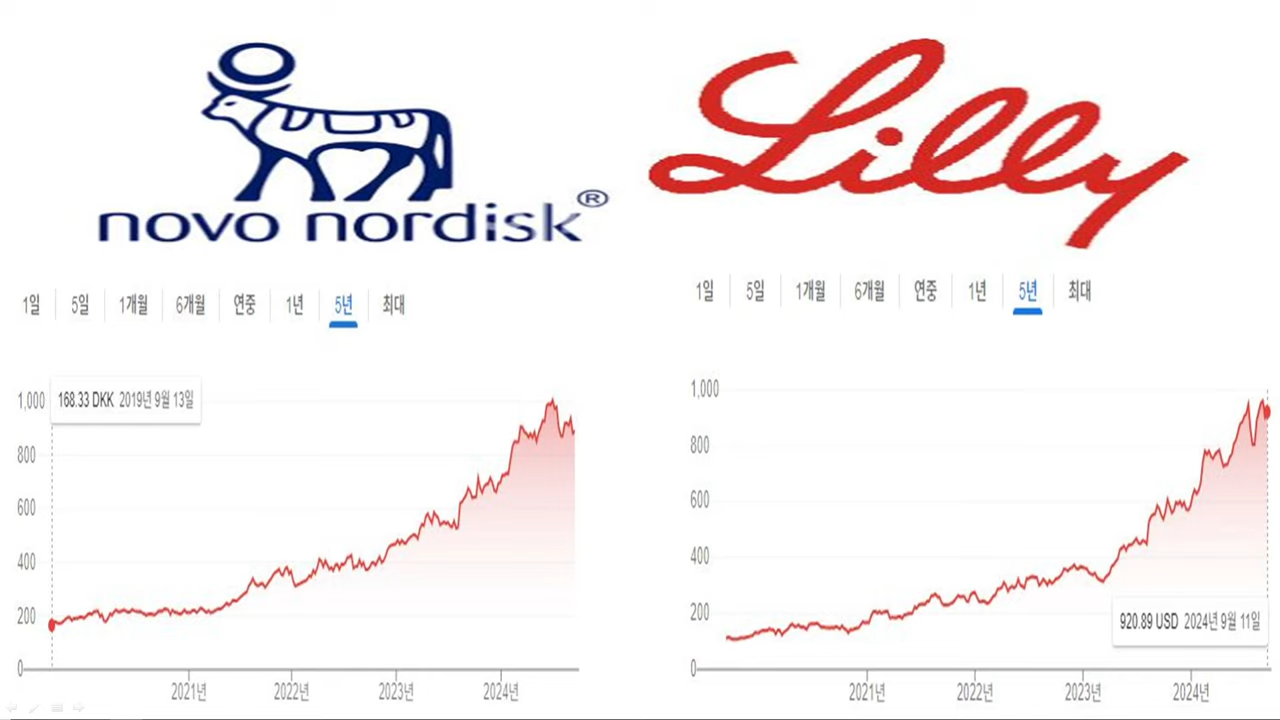 novo nordisk®
Lilly
1일 5일 1개월 6개월 연중 1년 5년 최대
1,000
168.33 DKK 2019년 9월 13일
800
600
400
200
0
2021년 2022년 2023년 2024년
1일 5일 1개월 6개월 연중 1년 5년 최대
1,000
800
600
400
200
0
920.89 USD 2024년 9월 11일
2021년 2022년 2023년 2024년